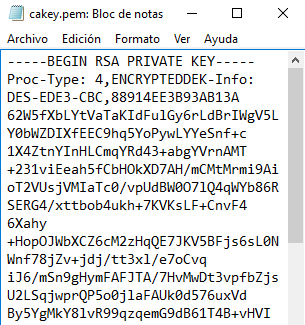 cakey.pem: Bloc de notas
Archivo Edición Formato Ver Ayuda
-----BEGIN RSA PRIVATE KEY-----
Proc-Type: 4,ENCRYPTEDDEK-Info:
DES-EDE3-CBC,88914EE3B93AB13A
62W5fXbLYtVaTaKIdFulGy6rLdBrIWgV5L
Y0bWZDIXfEEC9hq5YoPywLYYeSnf+c
1X4ZtnYInHLCmqYRd43+abgYVrnAMT
+231viEeah5fCbHOkXD7AH/mCMtMrmi9Ai
oT2VUsjVMIaTc0/vpUdBW0O7lQ4qWYb86R
SERG4/xttbob4ukh+7KVKsLF+CnvF4
6Xahy
+HopOJWbXCZ6cM2zHqQE7JKV5BFjs6sL0N
Wnf78jZv+jdj/tt3xl/e7oCvq
iJ6/mSn9gHymFAFJTA/7HvMwDt3vpfbZjs
U2LSqjwprQP5o0jlaFAUk0d576uxVd
By5YgMkY8lvR99qzqemG9dB61T4B+vHVI